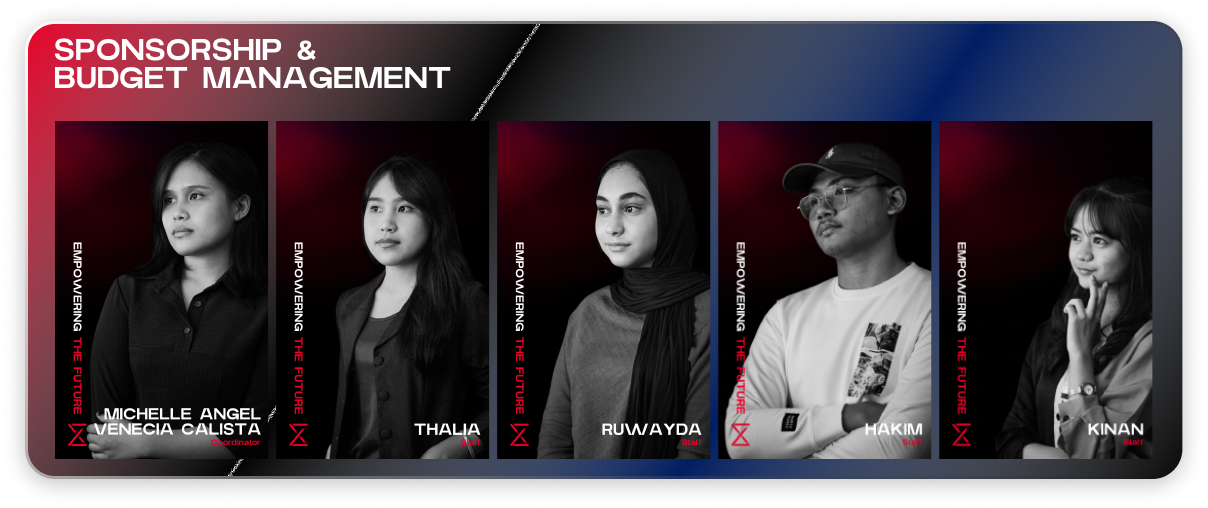 SPONSORSHIP &
BUDGET MANAGEMENT
EMPOWERING THE FUTURE
MICHELLE ANGEL
VENECIA CALISTA
Coordinator
EMPOWERING THE FUTURE
THALIA
Staff
EMPOWERING THE FUTURE
RUWAYDA
Staff
EMPOWERING THE FUTURE
HAKIM
Staff
EMPOWERING THE FUTURE
KINAN
Staff